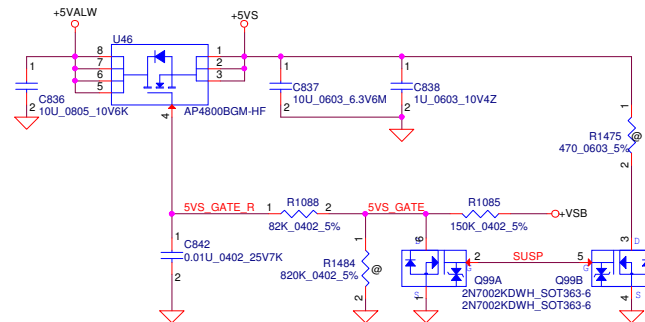 +5VALW
+5VS
U46
8 1
7 2
6 3
5
4
AP4800BGM-HF
1
C836
2
10U_0805_10V6K
1
C837
2
10U_0603_6.3V6M
1
C838
2
1U_0603_10V4Z
1
R1475
@
470_0603_5%
2
5VS_GATE_R
1 R1088 2
82K_0402_5%
5VS_GATE
R1085
150K_0402_5%
+VSB
1
C842
0.01U_0402_25V7K
2
1
R1484
@
820K_0402_5%
2
6
2 SUSP 5
G
S
1
Q99A
2N7002KDWH_SOT363-6
3 D
G
S
4
Q99B
2N7002KDWH_SOT363-6